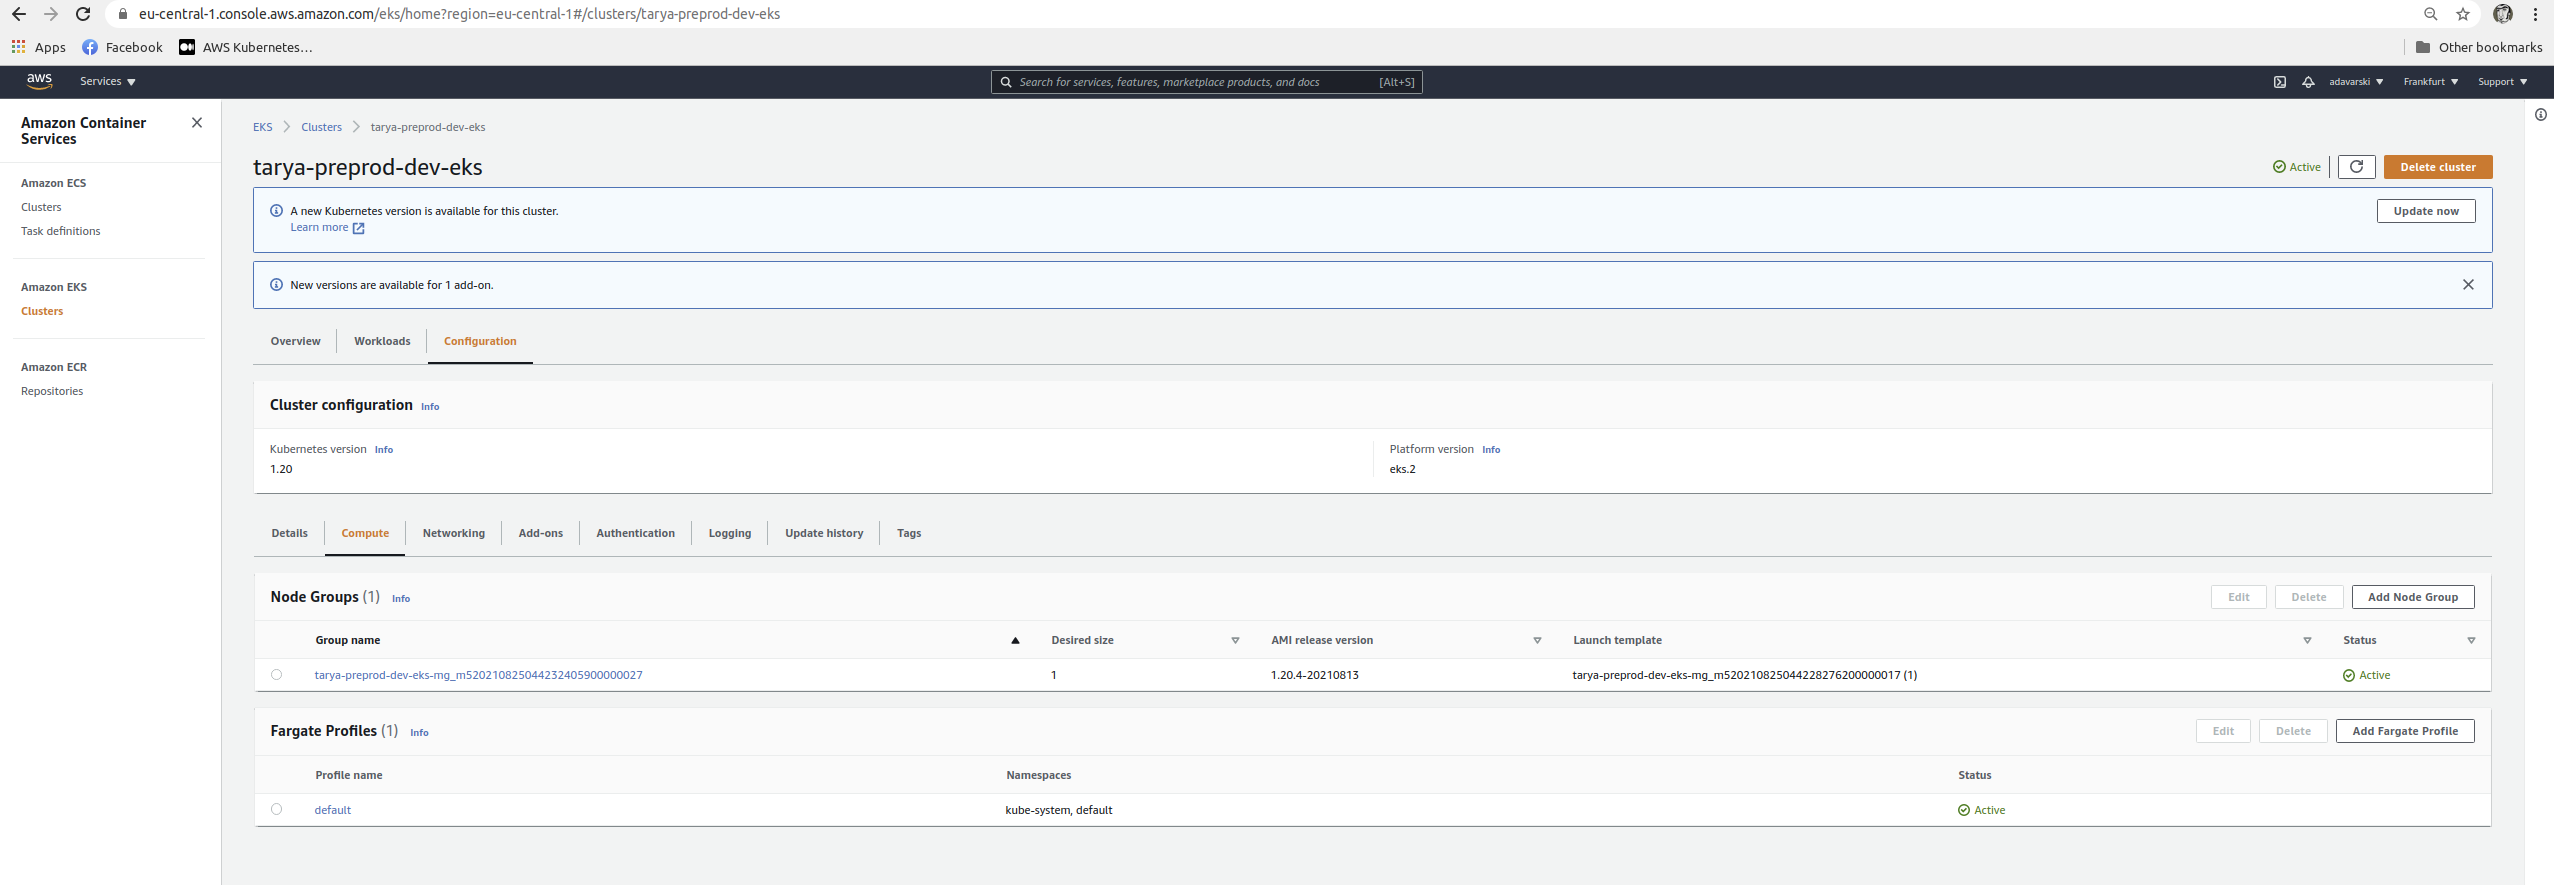 eu-central-1.console.aws.amazon.com/eks/home?region=eu-central-1#/clusters/tarya-preprod-dev-eks
Apps Facebook AWS Kubernetes... Other bookmarks
aws Services Search for services, features, marketplace products, and docs [Alt+S] adavarski Frankfurt Support
Amazon Container
Services
Amazon ECS
Clusters
Task definitions
Amazon EKS
Clusters
Amazon ECR
Repositories
EKS Clusters tarya-preprod-dev-eks
tarya-preprod-dev-eks Active Delete cluster
A new Kubernetes version is available for this cluster. Update now
Learn more
New versions are available for 1 add-on.
Overview Workloads Configuration
Cluster configuration Info
Kubernetes version Info Platform version Info
1.20 eks.2
Details Compute Networking Add-ons Authentication Logging Update history Tags
Node Groups (1) Info Edit Delete Add Node Group
Group name Desired size AMI release version Launch template Status
tarya-preprod-dev-eks-mg_m52021082504423240590000​0027 1 1.20.4-20210813 tarya-preprod-dev-eks-mg_m520210825044228276200000017 (1) Active
Fargate Profiles (1) Info Edit Delete Add Fargate Profile
Profile name Namespaces Status
default kube-system, default Active